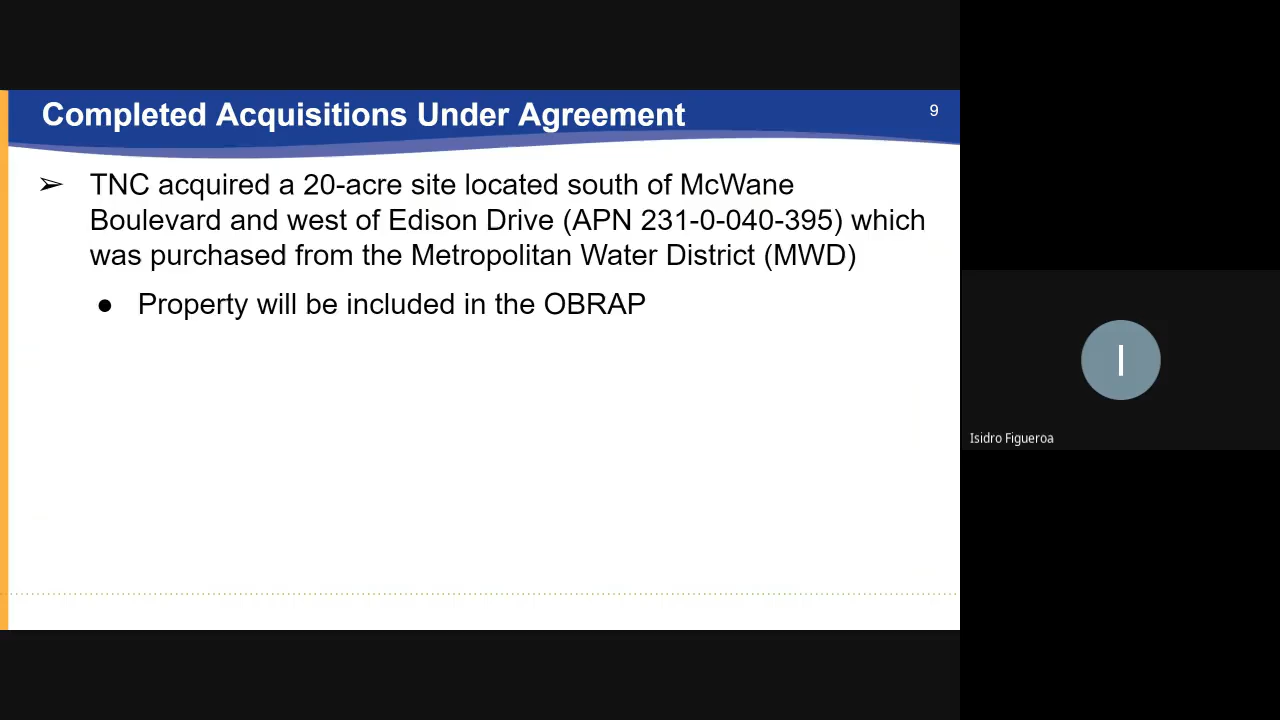 Completed Acquisitions Under Agreement
9
➢ TNC acquired a 20-acre site located south of McWane
Boulevard and west of Edison Drive (APN 231-0-040-395) which
was purchased from the Metropolitan Water District (MWD)
● Property will be included in the OBRAP
I
Isidro Figueroa